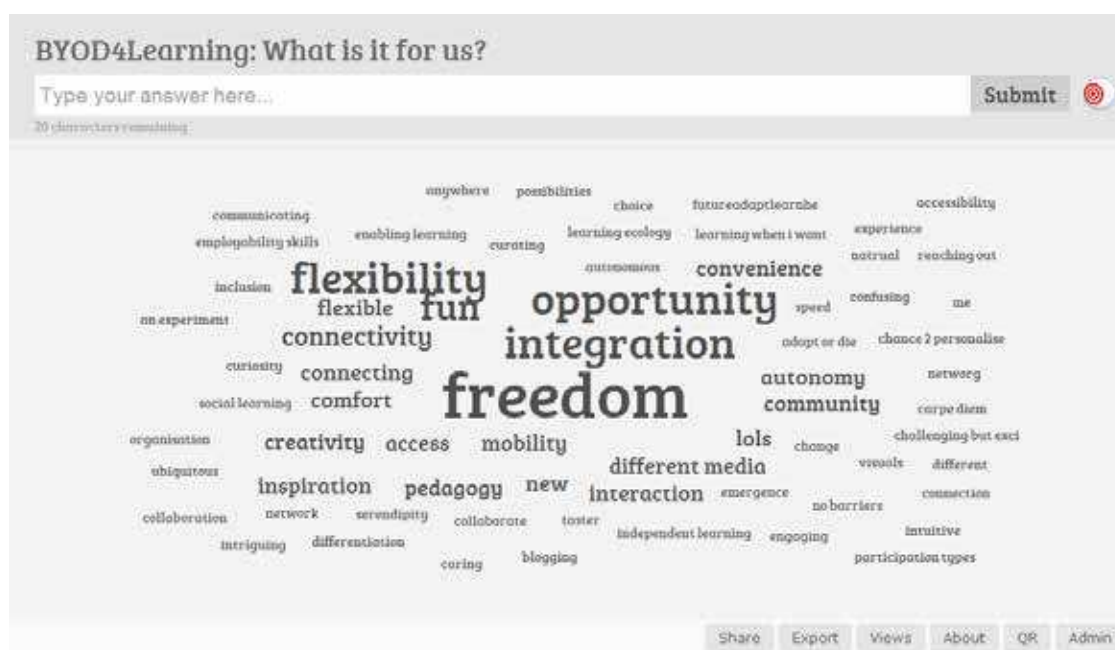 BYOD4Learning: What is it for us?
Type your answer here...
Submit
20 characters remaining
anywhere possibilities
choice futureadaptlearnbe accessibility
communicating
employability skills enabling learning curating learning ecology learning when i want experience
natrual reaching out
inclusion flexibility autonomous convenience
flexible fun opportunity speed confusing me
an experiment
connectivity integration adapt or die chance 2 personalise
curiosity connecting autonomy
social learning comfort freedom community carpe diem
organisation creativity access mobility lols change challenging but exci
ubiquitous different media visuals different
inspiration pedagogy new interaction emergence connection
no barriers
collaboration network serendipity collaborate independent learning engaging intuitive
intriguing differentiation
caring blogging participation types
Share Export Views About QR Admin